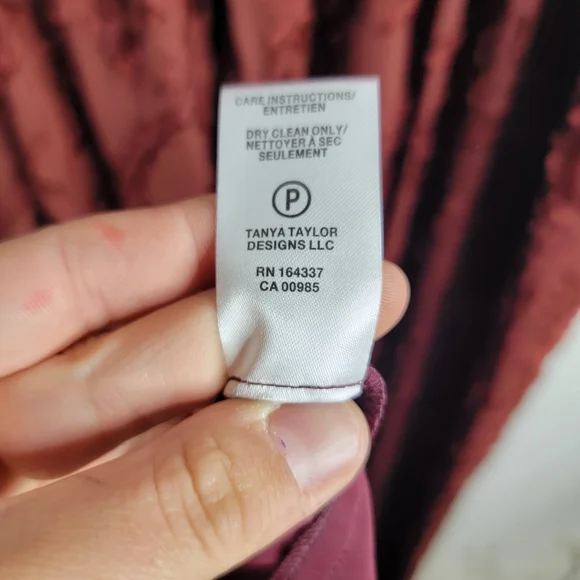 CARE INSTRUCTIONS/
ENTRETIEN
DRY CLEAN ONLY/
NETTOYER À SEC
SEULEMENT
P
TANYA TAYLOR
DESIGNS LLC
RN 164337
CA 00985